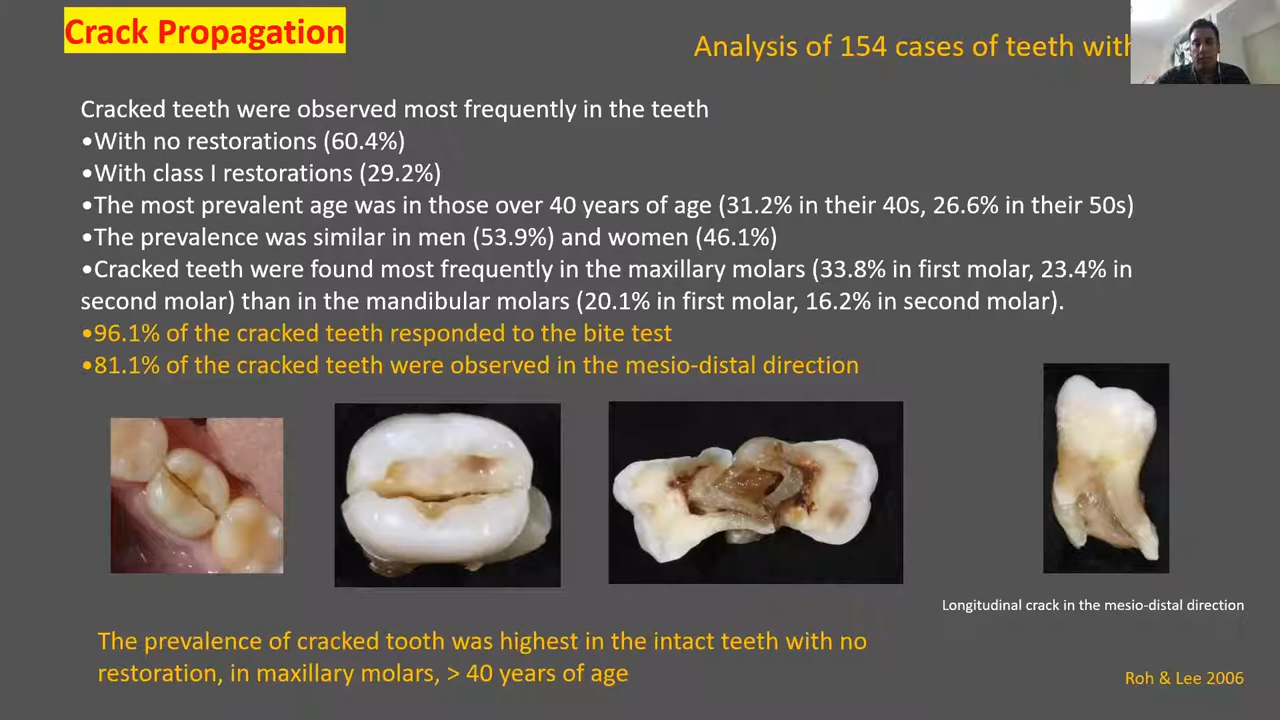 Crack Propagation
Analysis of 154 cases of teeth with
Cracked teeth were observed most frequently in the teeth
•With no restorations (60.4%)
•With class I restorations (29.2%)
•The most prevalent age was in those over 40 years of age (31.2% in their 40s, 26.6% in their 50s)
•The prevalence was similar in men (53.9%) and women (46.1%)
•Cracked teeth were found most frequently in the maxillary molars (33.8% in first molar, 23.4% in
second molar) than in the mandibular molars (20.1% in first molar, 16.2% in second molar).
•96.1% of the cracked teeth responded to the bite test
•81.1% of the cracked teeth were observed in the mesio-distal direction
Longitudinal crack in the mesio-distal direction
The prevalence of cracked tooth was highest in the intact teeth with no
restoration, in maxillary molars, > 40 years of age
Roh & Lee 2006